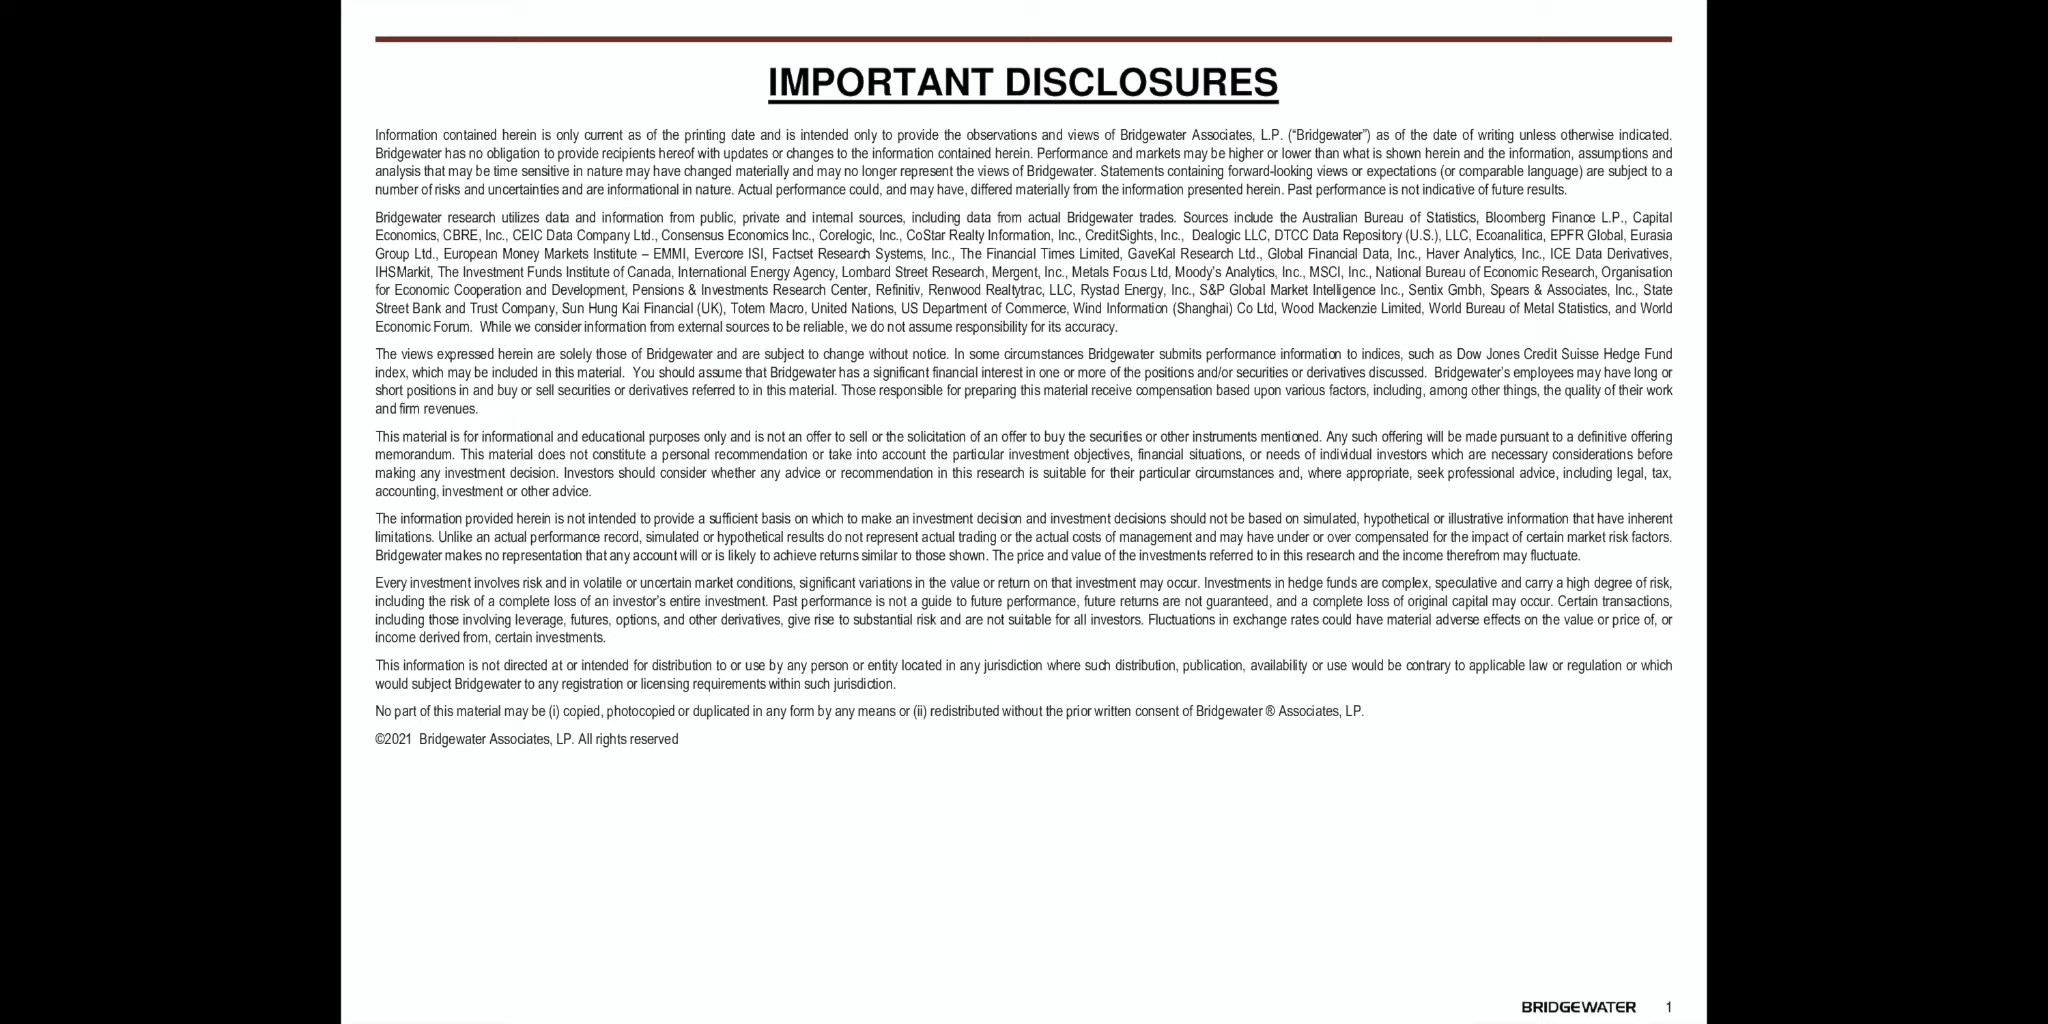 IMPORTANT DISCLOSURES
Information contained herein is only current as of the printing date and is intended only to provide the observations and views of Bridgewater Associates, L.P. (“Bridgewater”) as of the date of writing unless otherwise indicated.
Bridgewater has no obligation to provide recipients hereof with updates or changes to the information contained herein. Performance and markets may be higher or lower than what is shown herein and the information, assumptions and
analysis that may be time sensitive in nature may have changed materially and may no longer represent the views of Bridgewater. Statements containing forward-looking views or expectations (or comparable language) are subject to a
number of risks and uncertainties and are informational in nature. Actual performance could, and may have, differed materially from the information presented herein. Past performance is not indicative of future results.
Bridgewater research utilizes data and information from public, private and internal sources, including data from actual Bridgewater trades. Sources include the Australian Bureau of Statistics, Bloomberg Finance L.P., Capital
Economics, CBRE, Inc., CEIC Data Company Ltd., Consensus Economics Inc., Corelogic, Inc., CoStar Realty Information, Inc., CreditSights, Inc., Dealogic LLC, DTCC Data Repository (U.S.), LLC, Ecoanalitica, EPFR Global, Eurasia
Group Ltd., European Money Markets Institute – EMMI, Evercore ISI, Factset Research Systems, Inc., The Financial Times Limited, GaveKal Research Ltd., Global Financial Data, Inc., Haver Analytics, Inc., ICE Data Derivatives,
IHSMarkit, The Investment Funds Institute of Canada, International Energy Agency, Lombard Street Research, Mergent, Inc., Metals Focus Ltd, Moody’s Analytics, Inc., MSCI, Inc., National Bureau of Economic Research, Organisation
for Economic Cooperation and Development, Pensions & Investments Research Center, Refinitiv, Renwood Realtytrac, LLC, Rystad Energy, Inc., S&P Global Market Intelligence Inc., Sentix Gmbh, Spears & Associates, Inc., State
Street Bank and Trust Company, Sun Hung Kai Financial (UK), Totem Macro, United Nations, US Department of Commerce, Wind Information (Shanghai) Co Ltd, Wood Mackenzie Limited, World Bureau of Metal Statistics, and World
Economic Forum. While we consider information from external sources to be reliable, we do not assume responsibility for its accuracy.
The views expressed herein are solely those of Bridgewater and are subject to change without notice. In some circumstances Bridgewater submits performance information to indices, such as Dow Jones Credit Suisse Hedge Fund
index, which may be included in this material. You should assume that Bridgewater has a significant financial interest in one or more of the positions and/or securities or derivatives discussed. Bridgewater’s employees may have long or
short positions in and buy or sell securities or derivatives referred to in this material. Those responsible for preparing this material receive compensation based upon various factors, including, among other things, the quality of their work
and firm revenues.
This material is for informational and educational purposes only and is not an offer to sell or the solicitation of an offer to buy the securities or other instruments mentioned. Any such offering will be made pursuant to a definitive offering
memorandum. This material does not constitute a personal recommendation or take into account the particular investment objectives, financial situations, or needs of individual investors which are necessary considerations before
making any investment decision. Investors should consider whether any advice or recommendation in this research is suitable for their particular circumstances and, where appropriate, seek professional advice, including legal, tax,
accounting, investment or other advice.
The information provided herein is not intended to provide a sufficient basis on which to make an investment decision and investment decisions should not be based on simulated, hypothetical or illustrative information that have inherent
limitations. Unlike an actual performance record, simulated or hypothetical results do not represent actual trading or the actual costs of management and may have under or over compensated for the impact of certain market risk factors.
Bridgewater makes no representation that any account will or is likely to achieve returns similar to those shown. The price and value of the investments referred to in this research and the income therefrom may fluctuate.
Every investment involves risk and in volatile or uncertain market conditions, significant variations in the value or return on that investment may occur. Investments in hedge funds are complex, speculative and carry a high degree of risk,
including the risk of a complete loss of an investor’s entire investment. Past performance is not a guide to future performance, future returns are not guaranteed, and a complete loss of original capital may occur. Certain transactions,
including those involving leverage, futures, options, and other derivatives, give rise to substantial risk and are not suitable for all investors. Fluctuations in exchange rates could have material adverse effects on the value or price of, or
income derived from, certain investments.
This information is not directed at or intended for distribution to or use by any person or entity located in any jurisdiction where such distribution, publication, availability or use would be contrary to applicable law or regulation or which
would subject Bridgewater to any registration or licensing requirements within such jurisdiction.
No part of this material may be (i) copied, photocopied or duplicated in any form by any means or (ii) redistributed without the prior written consent of Bridgewater ® Associates, LP.
©2021 Bridgewater Associates, LP. All rights reserved
BRIDGEWATER 1